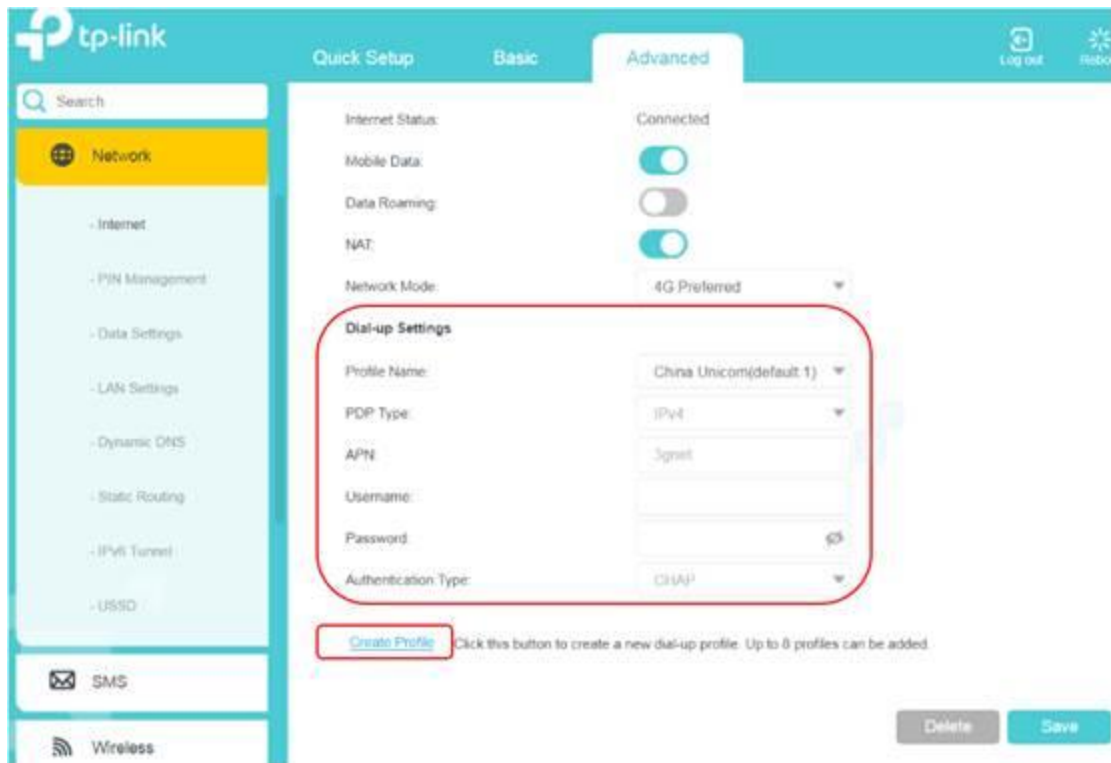 tp-link
Quick Setup Basic Advanced Log out
Search
Network
- Internet
- PIN Management
- Data Settings
- LAN Settings
- Dynamic DNS
- Static Routing
- IPv6 Tunnel
- USSD
SMS
Wireless
Internet Status: Connected
Mobile Data:
Data Roaming:
NAT:
Network Mode: 4G Preferred
Dial-up Settings
Profile Name: China Unicom(default 1)
PDP Type: IPv4
APN: 3gnet
Username:
Password:
Authentication Type: CHAP
Create Profile Click this button to create a new dial-up profile. Up to 8 profiles can be added.
Delete Save